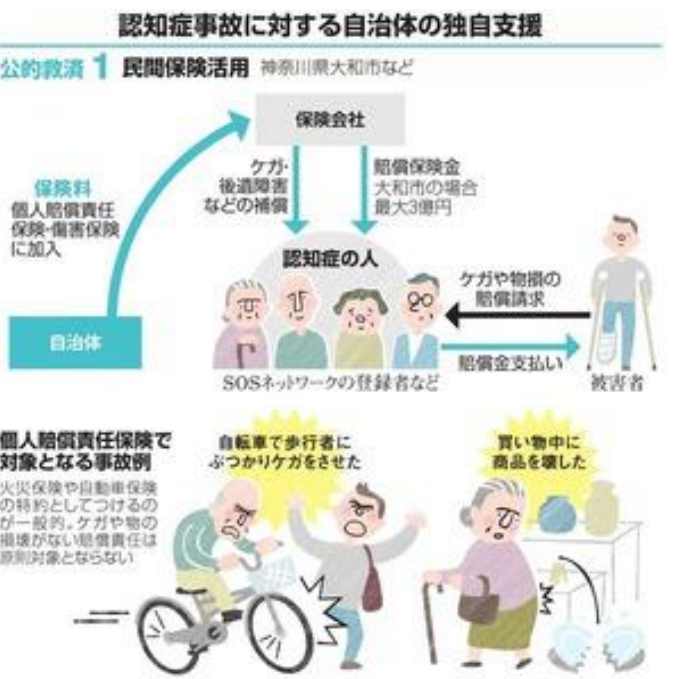 認知症事故に対する自治体の独自支援
公的救済 1 民間保険活用 神奈川県大和市など
保険会社
保険料
個人賠償責任
保険・傷害保険
に加入
ケガ・
後遺障害
などの補償
賠償保険金
大和市の場合
最大3億円
認知症の人
ケガや物損の
賠償請求
自治体
賠償金支払い
SOSネットワークの登録者など
被害者
個人賠償責任保険で
対象となる事故例
火災保険や自動車保険
の特約としてつけるの
が一般的。ケガや物の
損壊がない賠償責任は
原則対象とならない
自転車で歩行者に
ぶつかりケガをさせた
買い物中に
商品を壊した